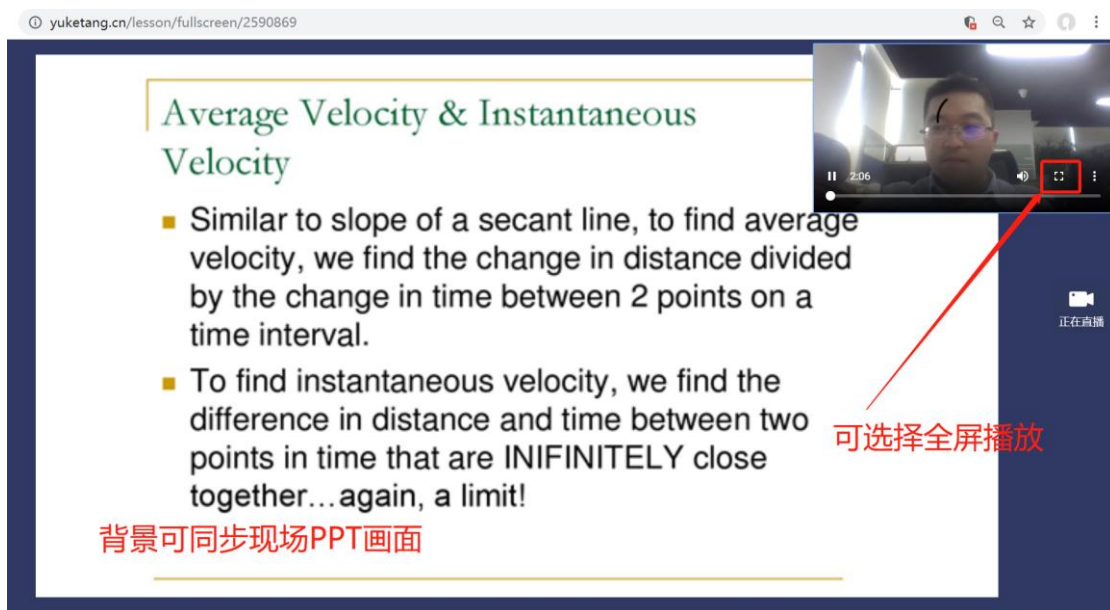 yuketang.cn/lesson/fullscreen/2590869
Average Velocity & Instantaneous
Velocity
Similar to slope of a secant line, to find average
velocity, we find the change in distance divided
by the change in time between 2 points on a
time interval.
To find instantaneous velocity, we find the
difference in distance and time between two
points in time that are INIFINITELY close
together...again, a limit!
2:06
正在直播
可选择全屏播放
背景可同步现场PPT画面